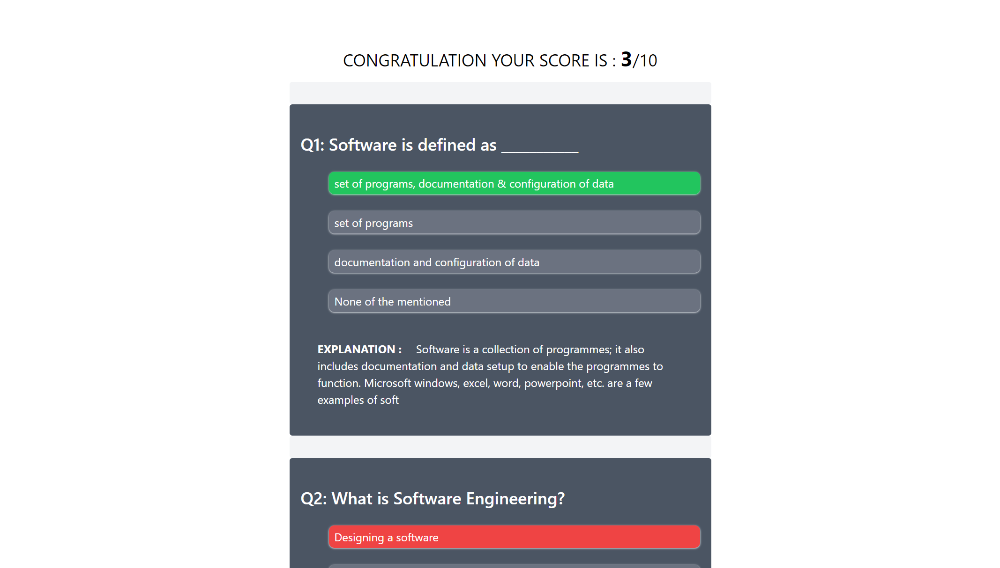 CONGRATULATION YOUR SCORE IS : 3/10
Q1: Software is defined as ___________
set of programs, documentation & configuration of data
set of programs
documentation and configuration of data
None of the mentioned
EXPLANATION : Software is a collection of programmes; it also
includes documentation and data setup to enable the programmes to
function. Microsoft windows, excel, word, powerpoint, etc. are a few
examples of soft
Q2: What is Software Engineering?
Designing a software